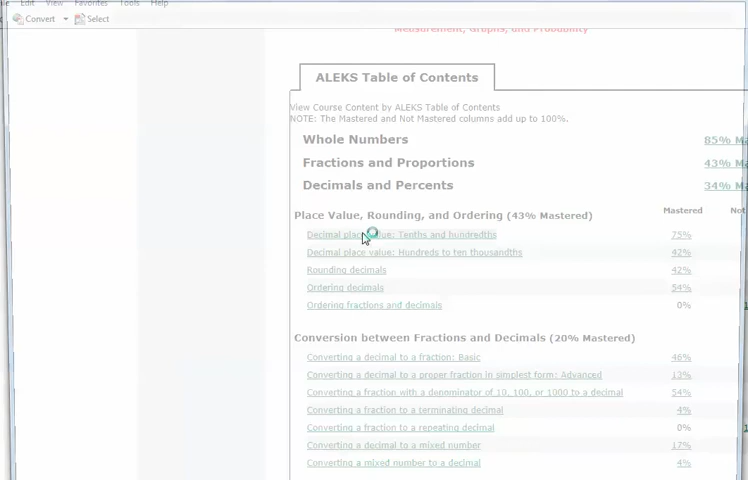 Edit View Favorites Tools Help
Convert Select
Measurement, Graphs, and Probability
ALEKS Table of Contents
View Course Content by ALEKS Table of Contents
NOTE: The Mastered and Not Mastered columns add up to 100%.
Whole Numbers 85% Ma
Fractions and Proportions 43% Ma
Decimals and Percents 34% Ma
Place Value, Rounding, and Ordering (43% Mastered) Mastered Not
Decimal place value: Tenths and hundredths 75%
Decimal place value: Hundreds to ten thousandths 42%
Rounding decimals 42%
Ordering decimals 54%
Ordering fractions and decimals 0%
Conversion between Fractions and Decimals (20% Mastered)
Converting a decimal to a fraction: Basic 46%
Converting a decimal to a proper fraction in simplest form: Advanced 13%
Converting a fraction with a denominator of 10, 100, or 1000 to a decimal 54%
Converting a fraction to a terminating decimal 4%
Converting a fraction to a repeating decimal 0%
Converting a decimal to a mixed number 17%
Converting a mixed number to a decimal 4%